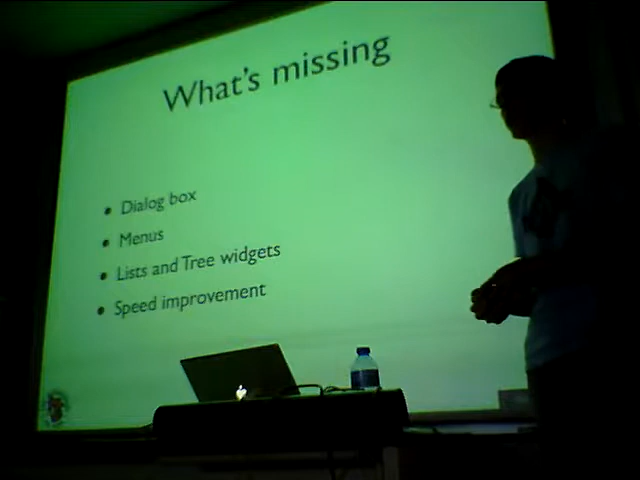 What's missing
Dialog box
Menus
Lists and Tree widgets
Speed improvement